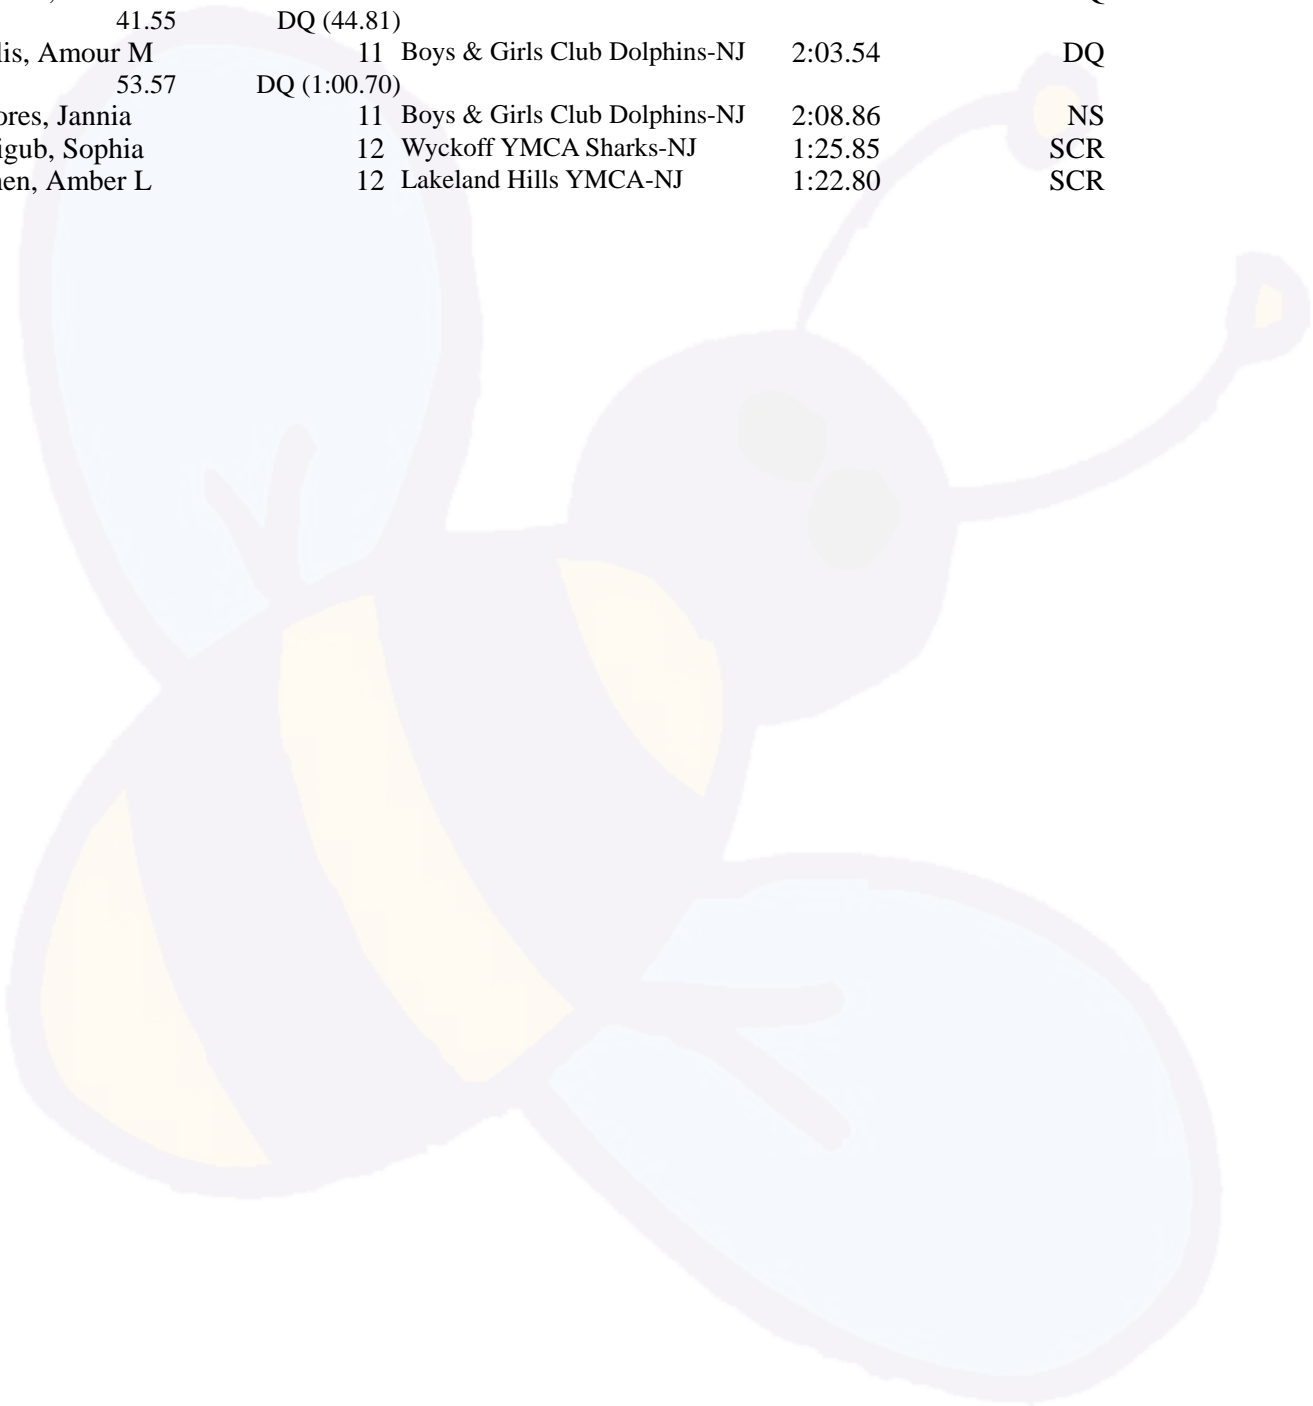 41.55 DQ (44.81)
lis, Amour M 11 Boys & Girls Club Dolphins-NJ 2:03.54 DQ
53.57 DQ (1:00.70)
ores, Jannia 11 Boys & Girls Club Dolphins-NJ 2:08.86 NS
igub, Sophia 12 Wyckoff YMCA Sharks-NJ 1:25.85 SCR
en, Amber L 12 Lakeland Hills YMCA-NJ 1:22.80 SCR